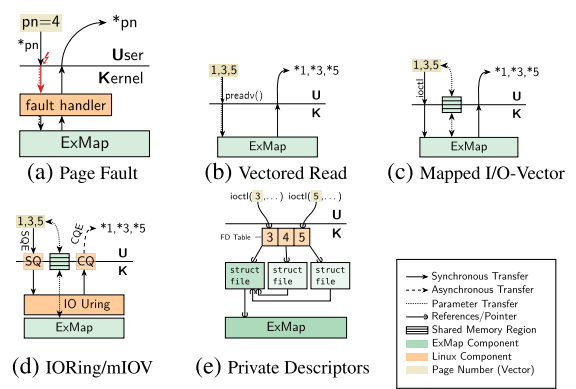 pn=4
*pn
*pn
User
Kernel
fault handler
ExMap
(a) Page Fault
1,3,5
*1,*3,*5
preadv()
U
K
ExMap
(b) Vectored Read
1,3,5
*1,*3,*5
ioctl
U
K
ExMap
(c) Mapped I/O-Vector
1,3,5
*1,*3,*5
SQE
CQE
U
K
SQ
CQ
IO Uring
ExMap
(d) IORing/mIOV
ioctl(3,...)
ioctl(5,...)
U
K
FD Table
3 4 5
struct file
struct file
struct file
ExMap
(e) Private Descriptors
Synchronous Transfer
Asynchronous Transfer
Parameter Transfer
References/Pointer
Shared Memory Region
ExMap Component
Linux Component
Page Number (Vector)